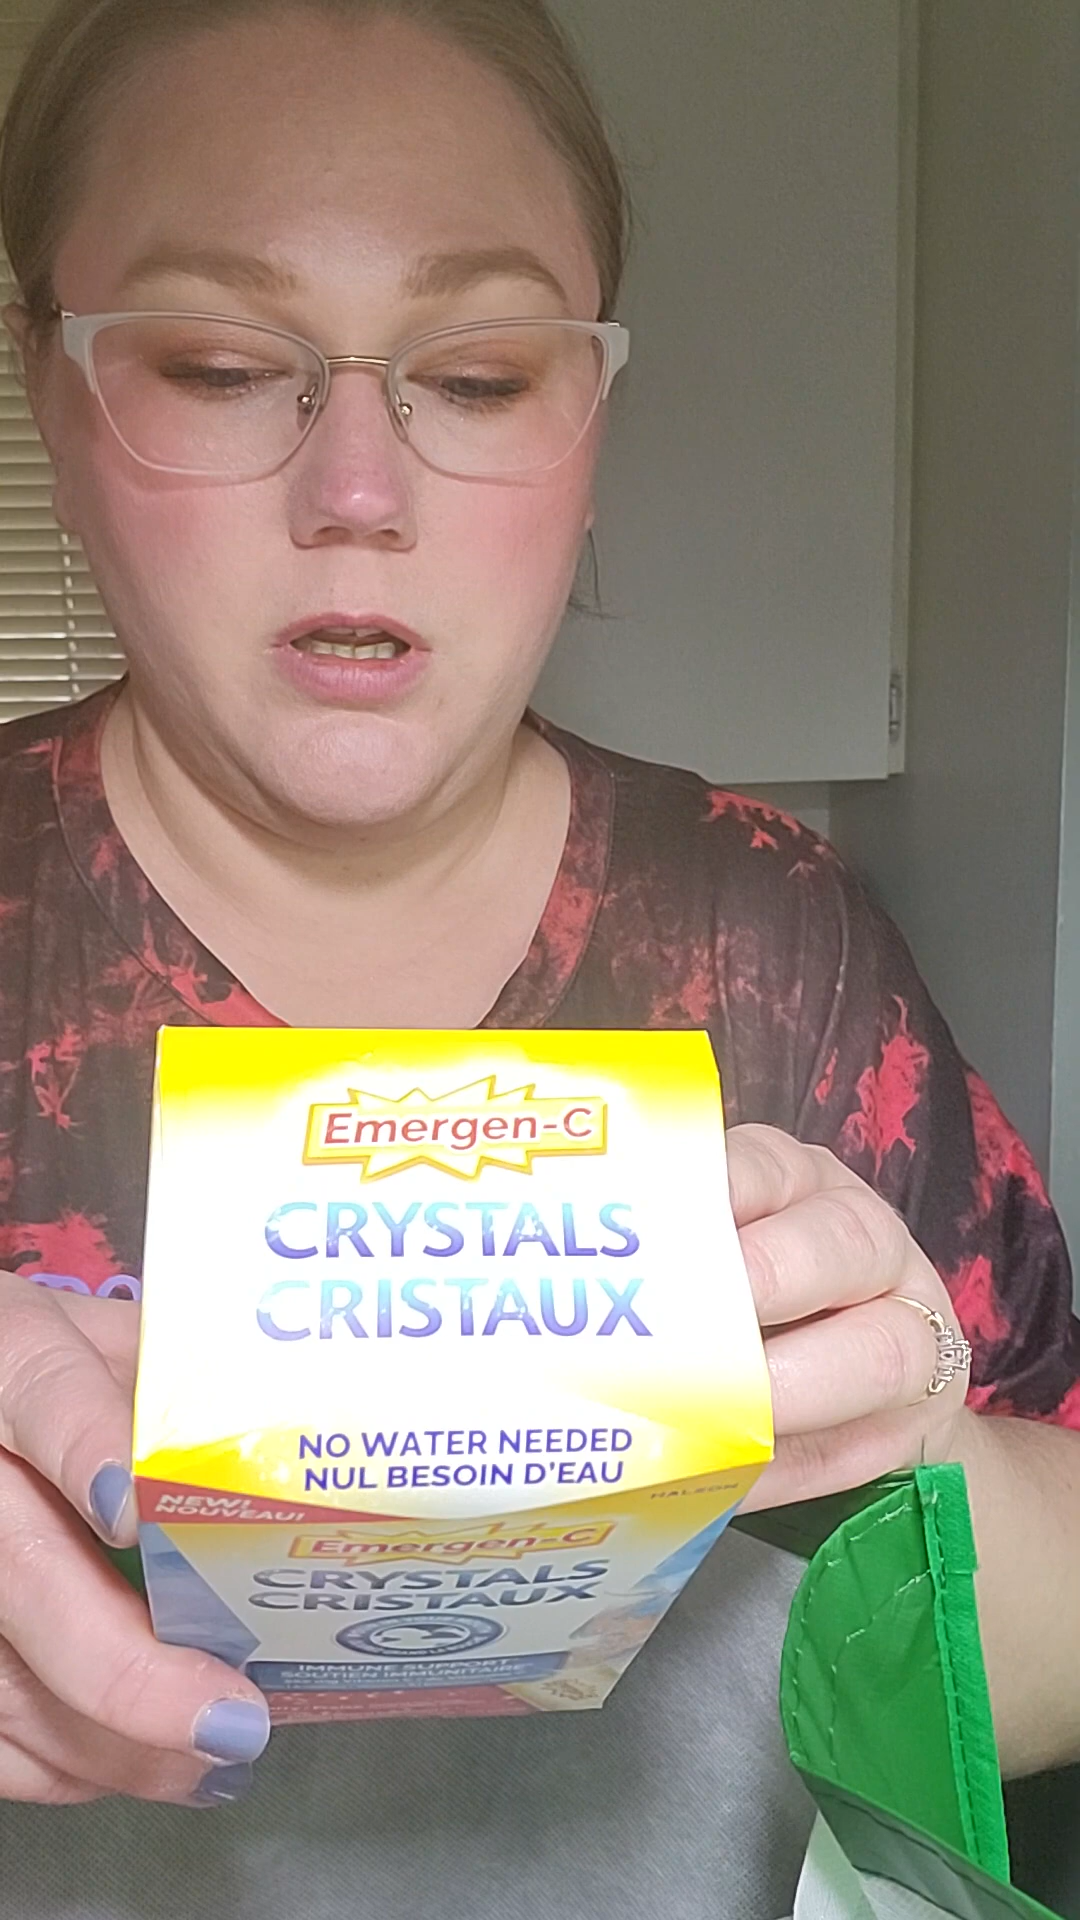 Emergen-C
CRYSTALS
CRISTAUX
NO WATER NEEDED
NUL BESOIN D'EAU
HALEON
NEW!
NOUVEAU!
Emergen-C
CRYSTALS
CRISTAUX
IMMUNE SUPPORT
SOUTIEN IMMUNITAIRE